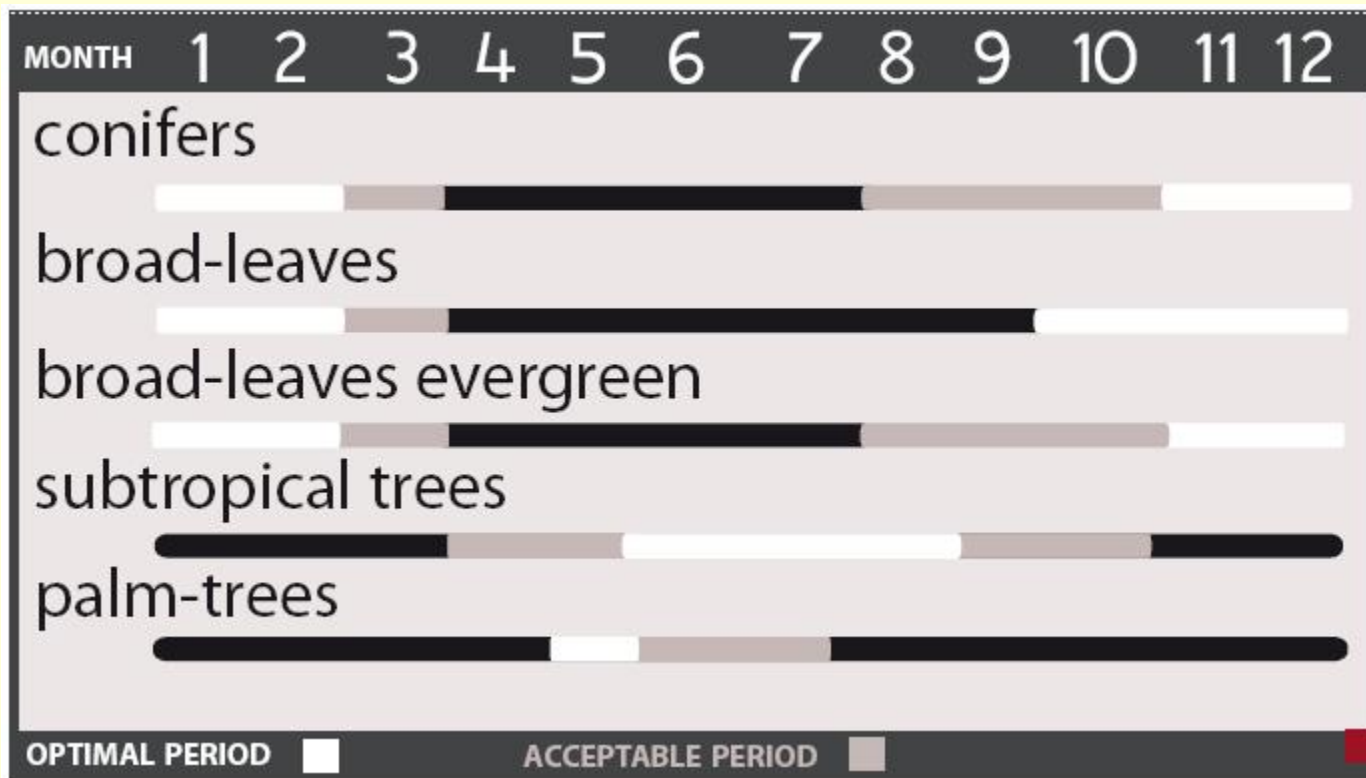 MONTH 1 2 3 4 5 6 7 8 9 10 11 12
conifers
broad-leaves
broad-leaves evergreen
subtropical trees
palm-trees
OPTIMAL PERIOD ACCEPTABLE PERIOD